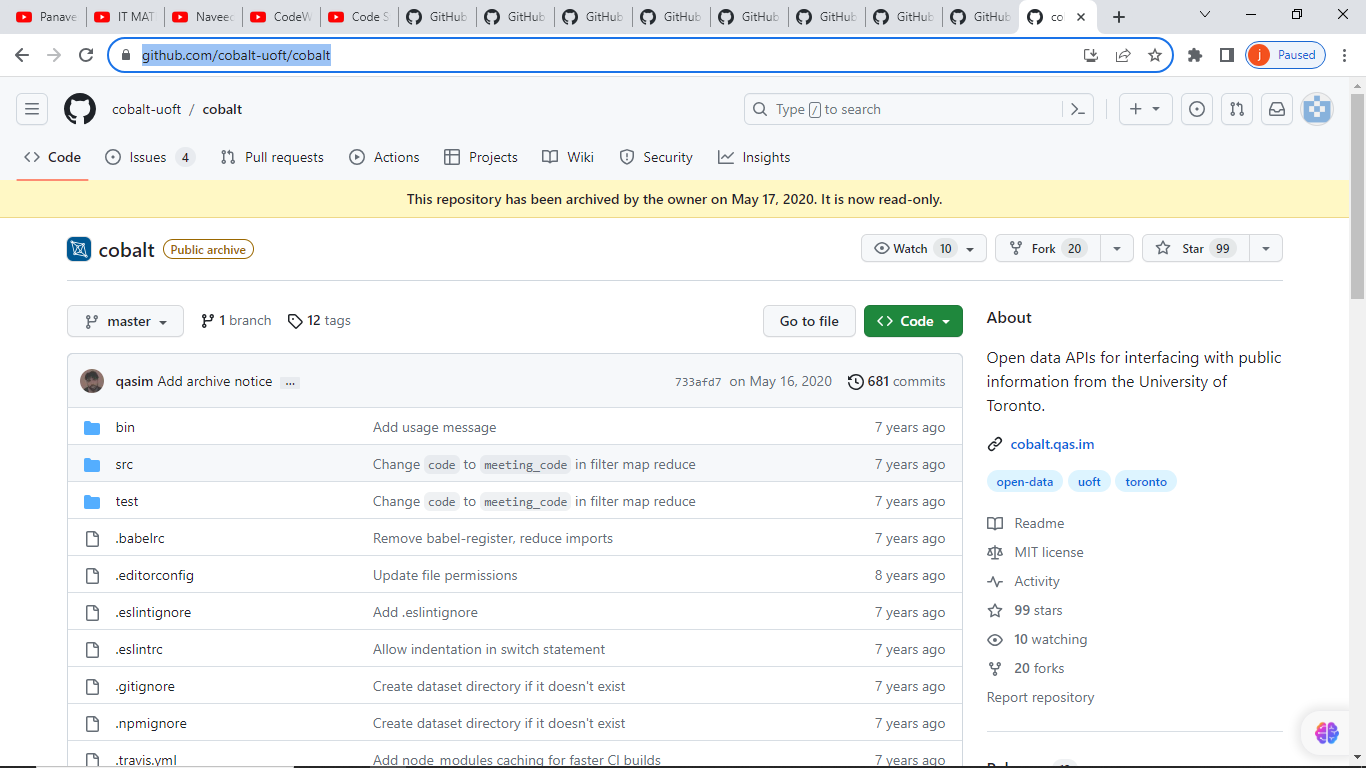 Panave
IT MAT
Naveed
CodeW
Code S
GitHub
GitHub
GitHub
GitHub
GitHub
GitHub
GitHub
GitHub
co
github.com/cobalt-uoft/cobalt
j Paused
cobalt-uoft / cobalt
Type / to search
Code
Issues 4
Pull requests
Actions
Projects
Wiki
Security
Insights
This repository has been archived by the owner on May 17, 2020. It is now read-only.
cobalt Public archive
Watch 10
Fork 20
Star 99
master
1 branch
12 tags
Go to file
Code
qasim Add archive notice ...
733afd7 on May 16, 2020
681 commits
bin Add usage message 7 years ago
src Change code to meeting_code in filter map reduce 7 years ago
test Change code to meeting_code in filter map reduce 7 years ago
.babelrc Remove babel-register, reduce imports 7 years ago
.editorconfig Update file permissions 8 years ago
.eslintignore Add .eslintignore 7 years ago
.eslintrc Allow indentation in switch statement 7 years ago
.gitignore Create dataset directory if it doesn't exist 7 years ago
.npmignore Create dataset directory if it doesn't exist 7 years ago
.travis.yml Add node_modules caching for faster CI builds 7 years ago
About
Open data APIs for interfacing with public
information from the University of
Toronto.
cobalt.qas.im
open-data uoft toronto
Readme
MIT license
Activity
99 stars
10 watching
20 forks
Report repository